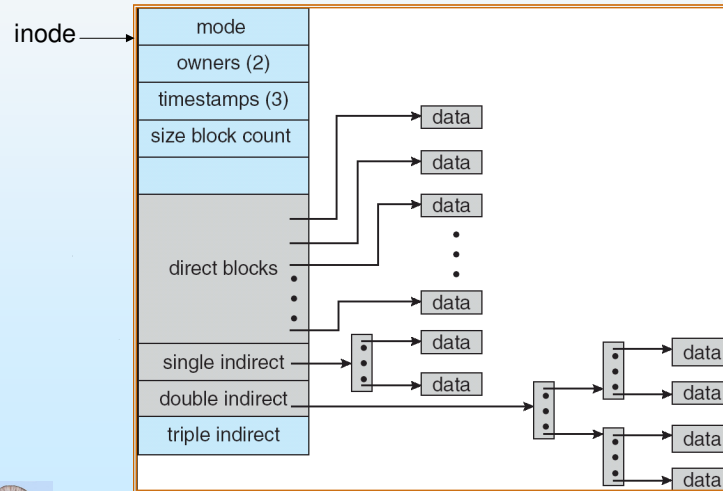 inode
mode
owners (2)
timestamps (3)
size block count
data
data
data
direct blocks
data
single indirect
data
data
double indirect
triple indirect
data
data
data
data